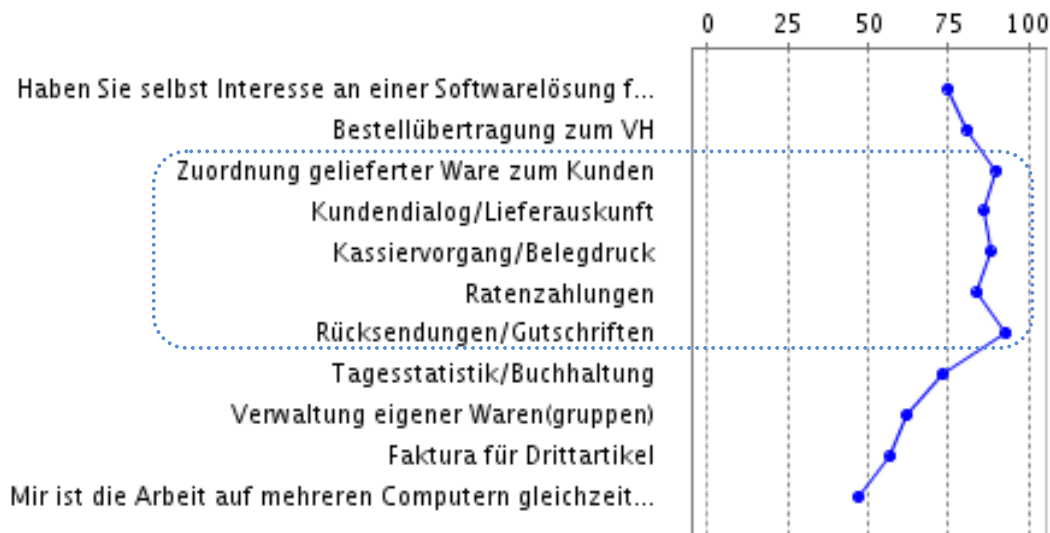 0 25 50 75 100
Haben Sie selbst Interesse an einer Softwarelösung f...
Bestellübertragung zum VH
Zuordnung gelieferter Ware zum Kunden
Kundendialog/Lieferauskunft
Kassiervorgang/Belegdruck
Ratenzahlungen
Rücksendungen/Gutschriften
Tagesstatistik/Buchhaltung
Verwaltung eigener Waren(gruppen)
Faktura für Drittartikel
Mir ist die Arbeit auf mehreren Computern gleichzeit...